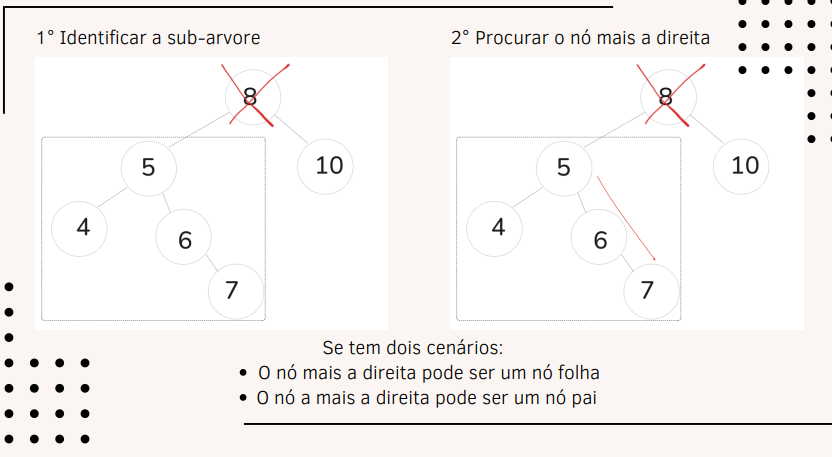 1° Identificar a sub-arvore
8
5
10
4
6
7
2° Procurar o nó mais a direita
8
5
10
4
6
7
Se tem dois cenários:
• O nó mais a direita pode ser um nó folha
• O nó a mais a direita pode ser um nó pai